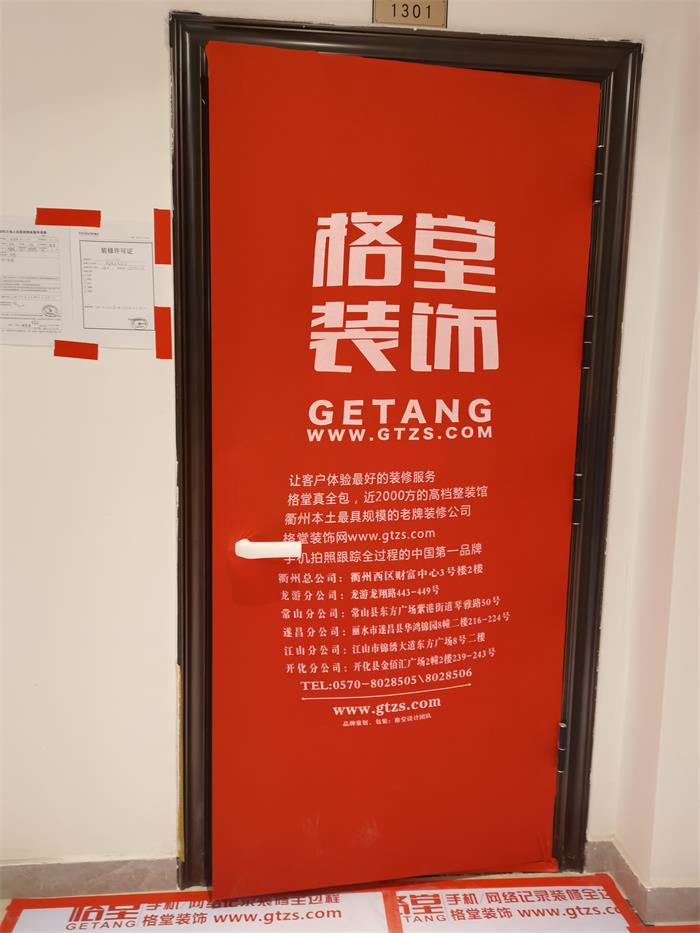 1301
装修许可证
格堂
装饰
GETANG
WWW.GTZS.COM
让客户体验最好的装修服务
格堂真全包，近2000方的高档整装馆
衢州本土最具规模的老牌装修公司
格堂装饰网www.gtzs.com
手机拍照跟踪全过程的中国第一品牌
衢州总公司：衢州西区财富中心3号楼2楼
龙游分公司：龙游龙翔路443-449号
常山分公司：常山县东方广场紫港街道琴雅路50号
遂昌分公司：丽水市遂昌县华鸿锦园8幢二楼216-224号
江山分公司：江山市锦绣大道东方广场8号二楼
开化分公司：开化县金佰汇广场2幢2楼239-243号
TEL:0570-8028505\8028506
www.gtzs.com
品牌策划、包装：格堂设计团队
格堂 手机/网络记录装修全过程
GETANG 格堂装饰 www.gtzs.com
格堂 手机/网络记录装修全过
GETANG 格堂装饰 www.gtzs.com